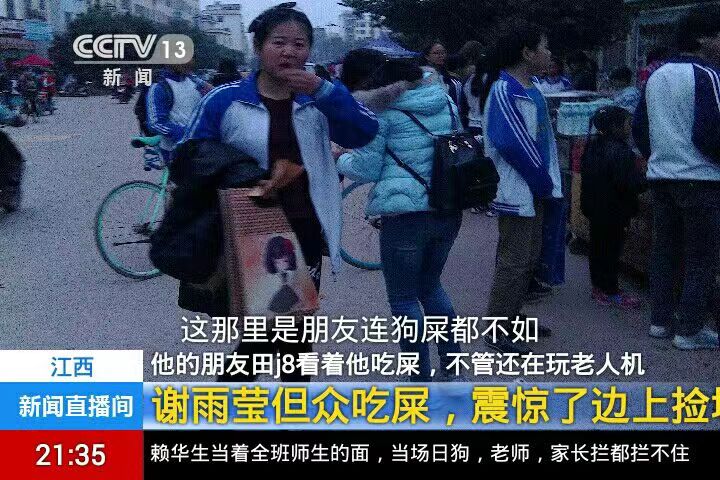 CCTV 13
新闻
这那里是朋友连狗屎都不如
江西
他的朋友田j8看着他吃屎，不管还在玩老人机
新闻直播间
谢雨莹但众吃屎，震惊了边上捡
21:35
赖华生当着全班师生的面，当场日狗，老师，家长拦都拦不住